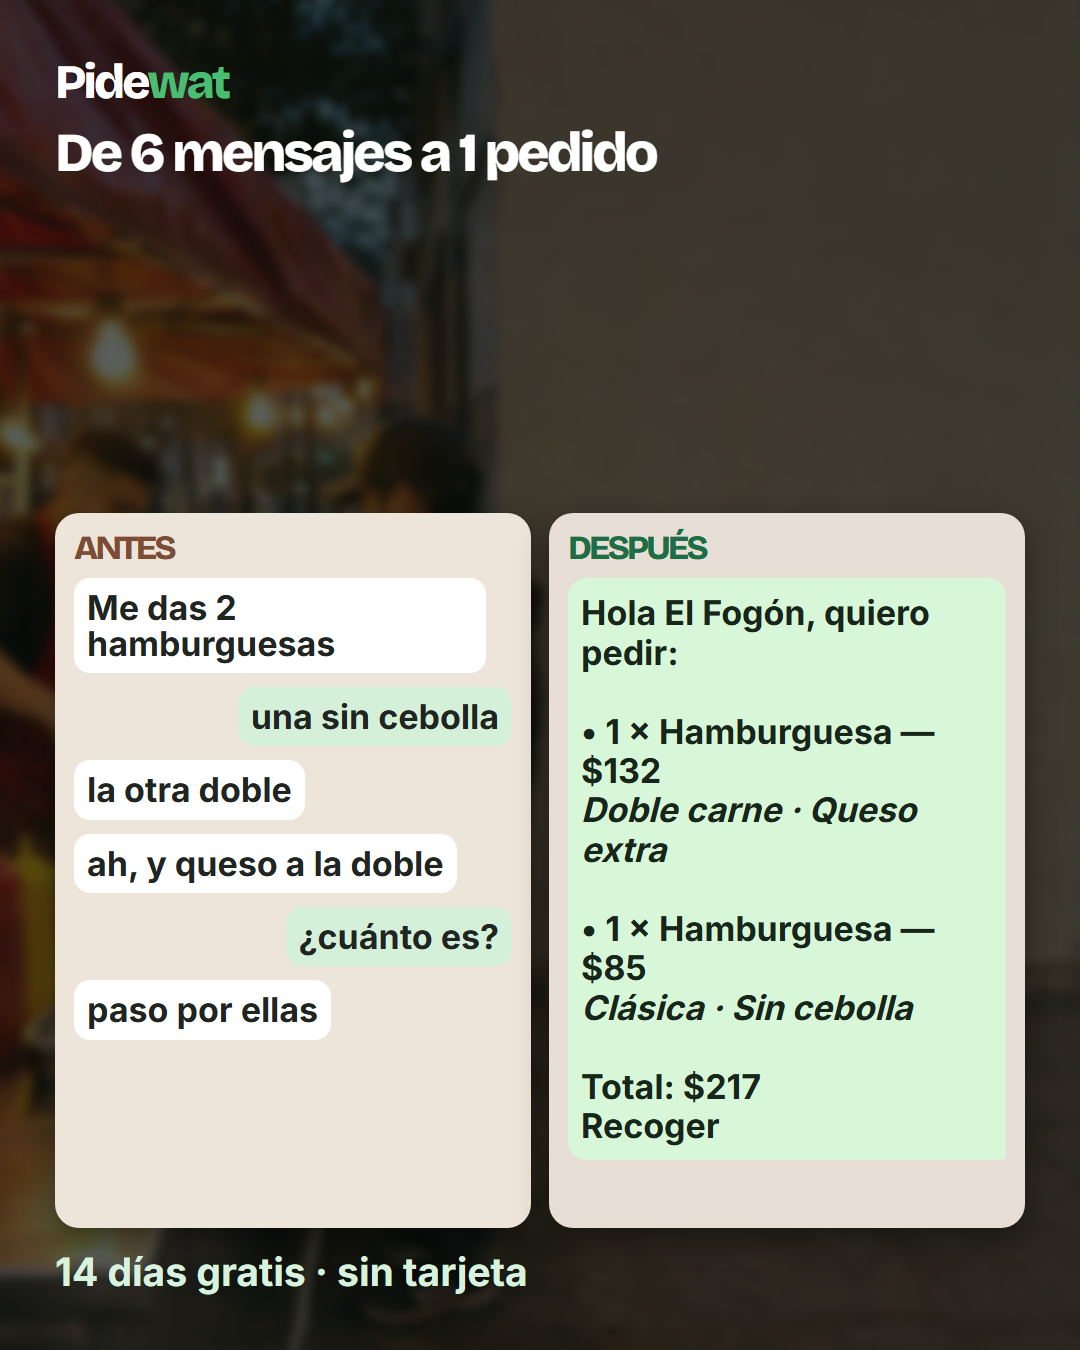 Pidewat
De 6 mensajes a 1 pedido
ANTES
Me das 2
hamburguesas
una sin cebolla
la otra doble
ah, y queso a la doble
¿cuánto es?
paso por ellas
DESPUÉS
Hola El Fogón, quiero
pedir:
• 1 × Hamburguesa —
$132
Doble carne · Queso
extra
• 1 × Hamburguesa —
$85
Clásica · Sin cebolla
Total: $217
Recoger
14 días gratis · sin tarjeta